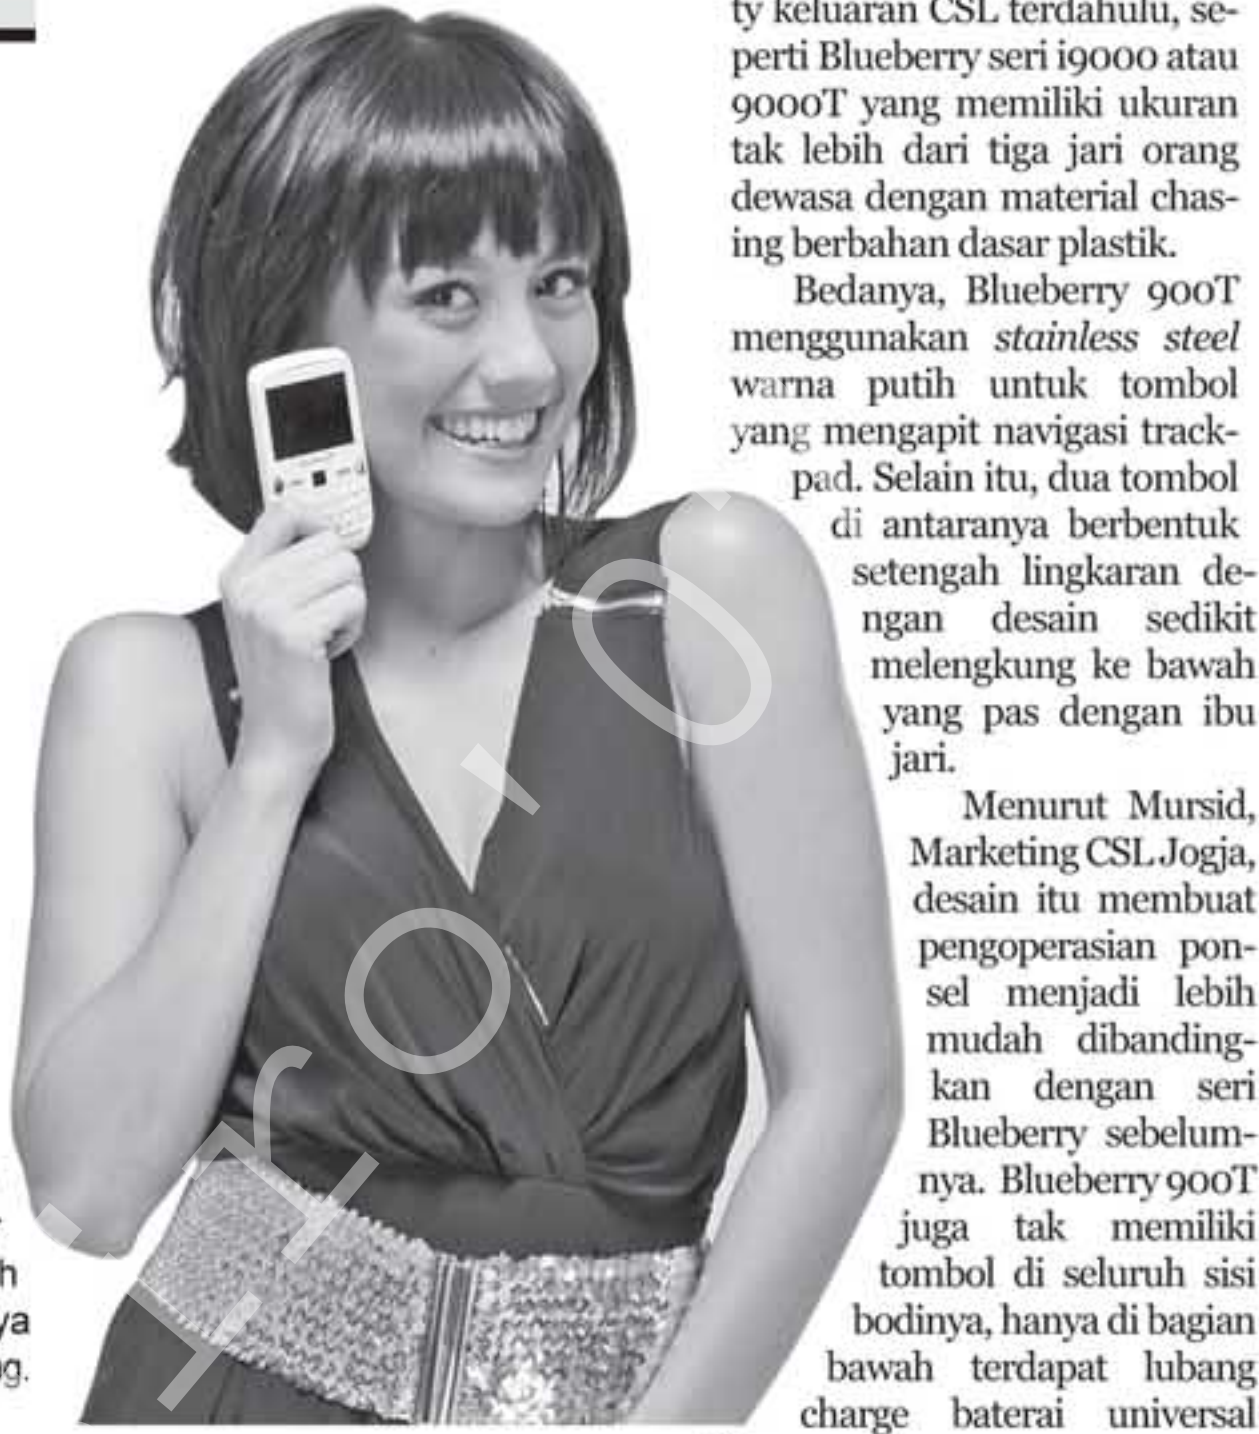 ty keluaran CSL terdahulu, se-
perti Blueberry seri i9000 atau
9000T yang memiliki ukuran
tak lebih dari tiga jari orang
dewasa dengan material chas-
ing berbahan dasar plastik.
Bedanya, Blueberry 900T
menggunakan stainless steel
warna putih untuk tombol
yang mengapit navigasi track-
pad. Selain itu, dua tombol
di antaranya berbentuk
setengah lingkaran de-
ngan desain sedikit
melengkung ke bawah
yang pas dengan ibu
jari.
Menurut Mursid,
Marketing CSL Jogja,
desain itu membuat
pengoperasian pon-
sel menjadi lebih
mudah dibanding-
kan dengan seri
Blueberry sebelum-
nya. Blueberry 900T
juga tak memiliki
tombol di seluruh sisi
bodinya, hanya di bagian
bawah terdapat lubang
charge baterai universal
h
ya
g.